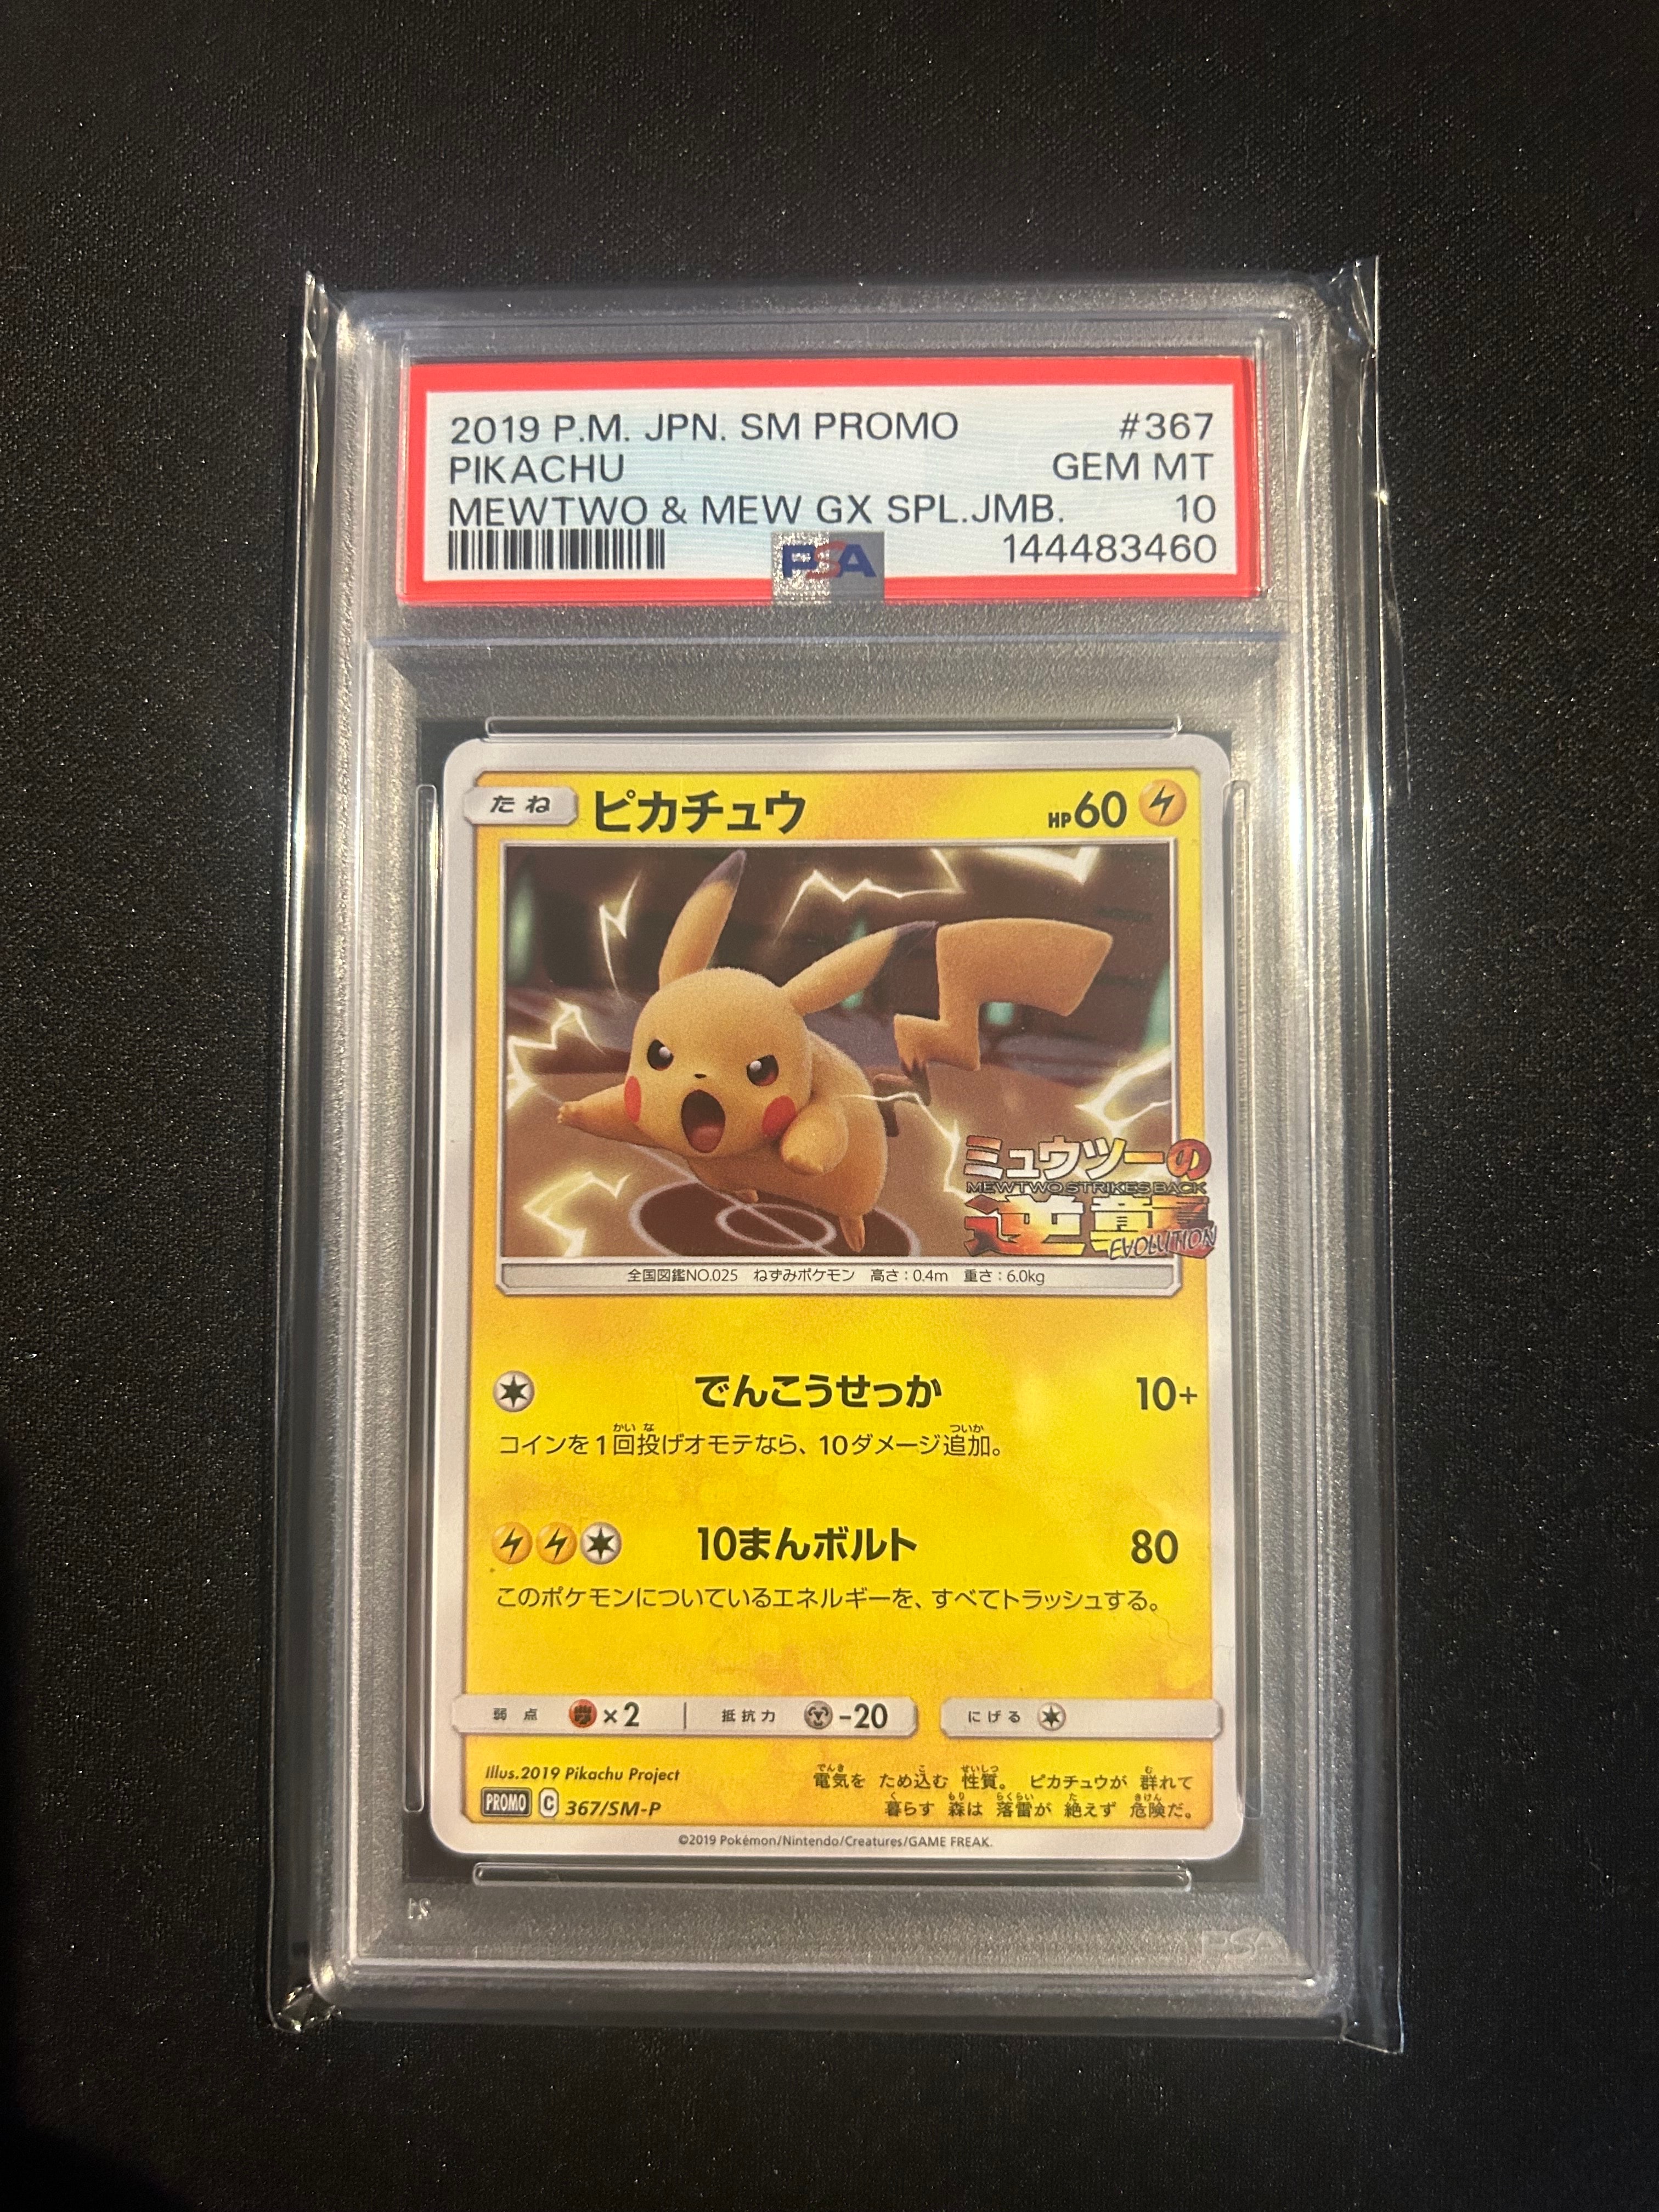 2019 P.M. JPN. SM PROMO #367
PIKACHU GEM MT
MEWTWO & MEW GX SPL.JMB. 10
PSA 144483460
たね ピカチュウ HP60
ミュウツーの
MEWTWO STRIKES BACK
逆襲
EVOLUTION
全国図鑑NO.025 ねずみポケモン 高さ:0.4m 重さ:6.0kg
でんこうせっか 10+
コインを1回投げオモテなら、10ダメージ追加。
10まんボルト 80
このポケモンについているエネルギーを、すべてトラッシュする。
弱点 ×2 抵抗力 -20 にげる
Illus.2019 Pikachu Project
電気を ため込む 性質。 ピカチュウが 群れて
暮らす 森は 落雷が 絶えず 危険だ。
PROMO C 367/SM-P
©2019 Pokémon/Nintendo/Creatures/GAME FREAK.
PSA